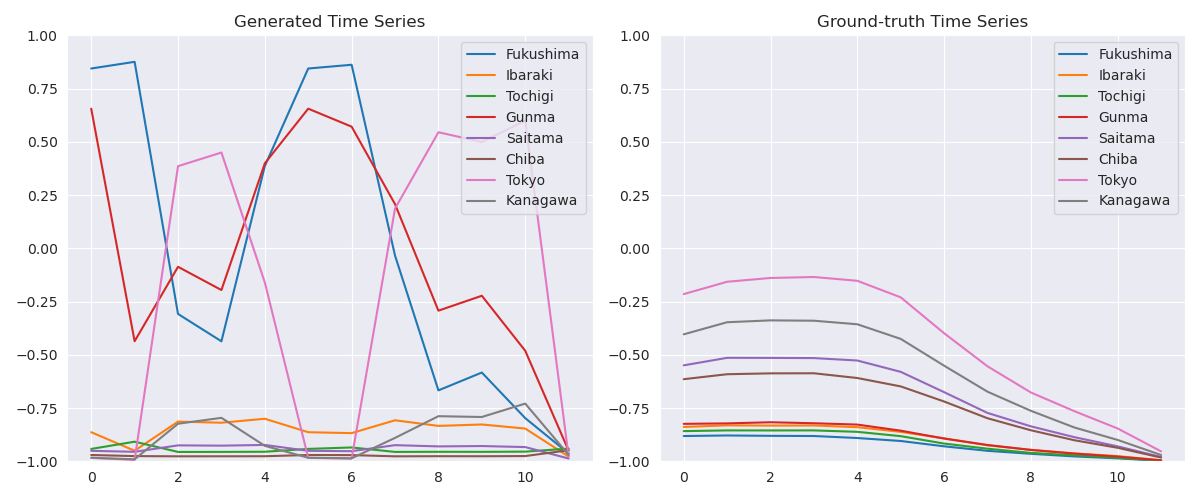 Generated Time Series
1.00
0.75
0.50
0.25
0.00
−0.25
−0.50
−0.75
−1.00
0 2 4 6 8 10
Fukushima
Ibaraki
Tochigi
Gunma
Saitama
Chiba
Tokyo
Kanagawa
Ground-truth Time Series
1.00
0.75
0.50
0.25
0.00
−0.25
−0.50
−0.75
−1.00
0 2 4 6 8 10
Fukushima
Ibaraki
Tochigi
Gunma
Saitama
Chiba
Tokyo
Kanagawa